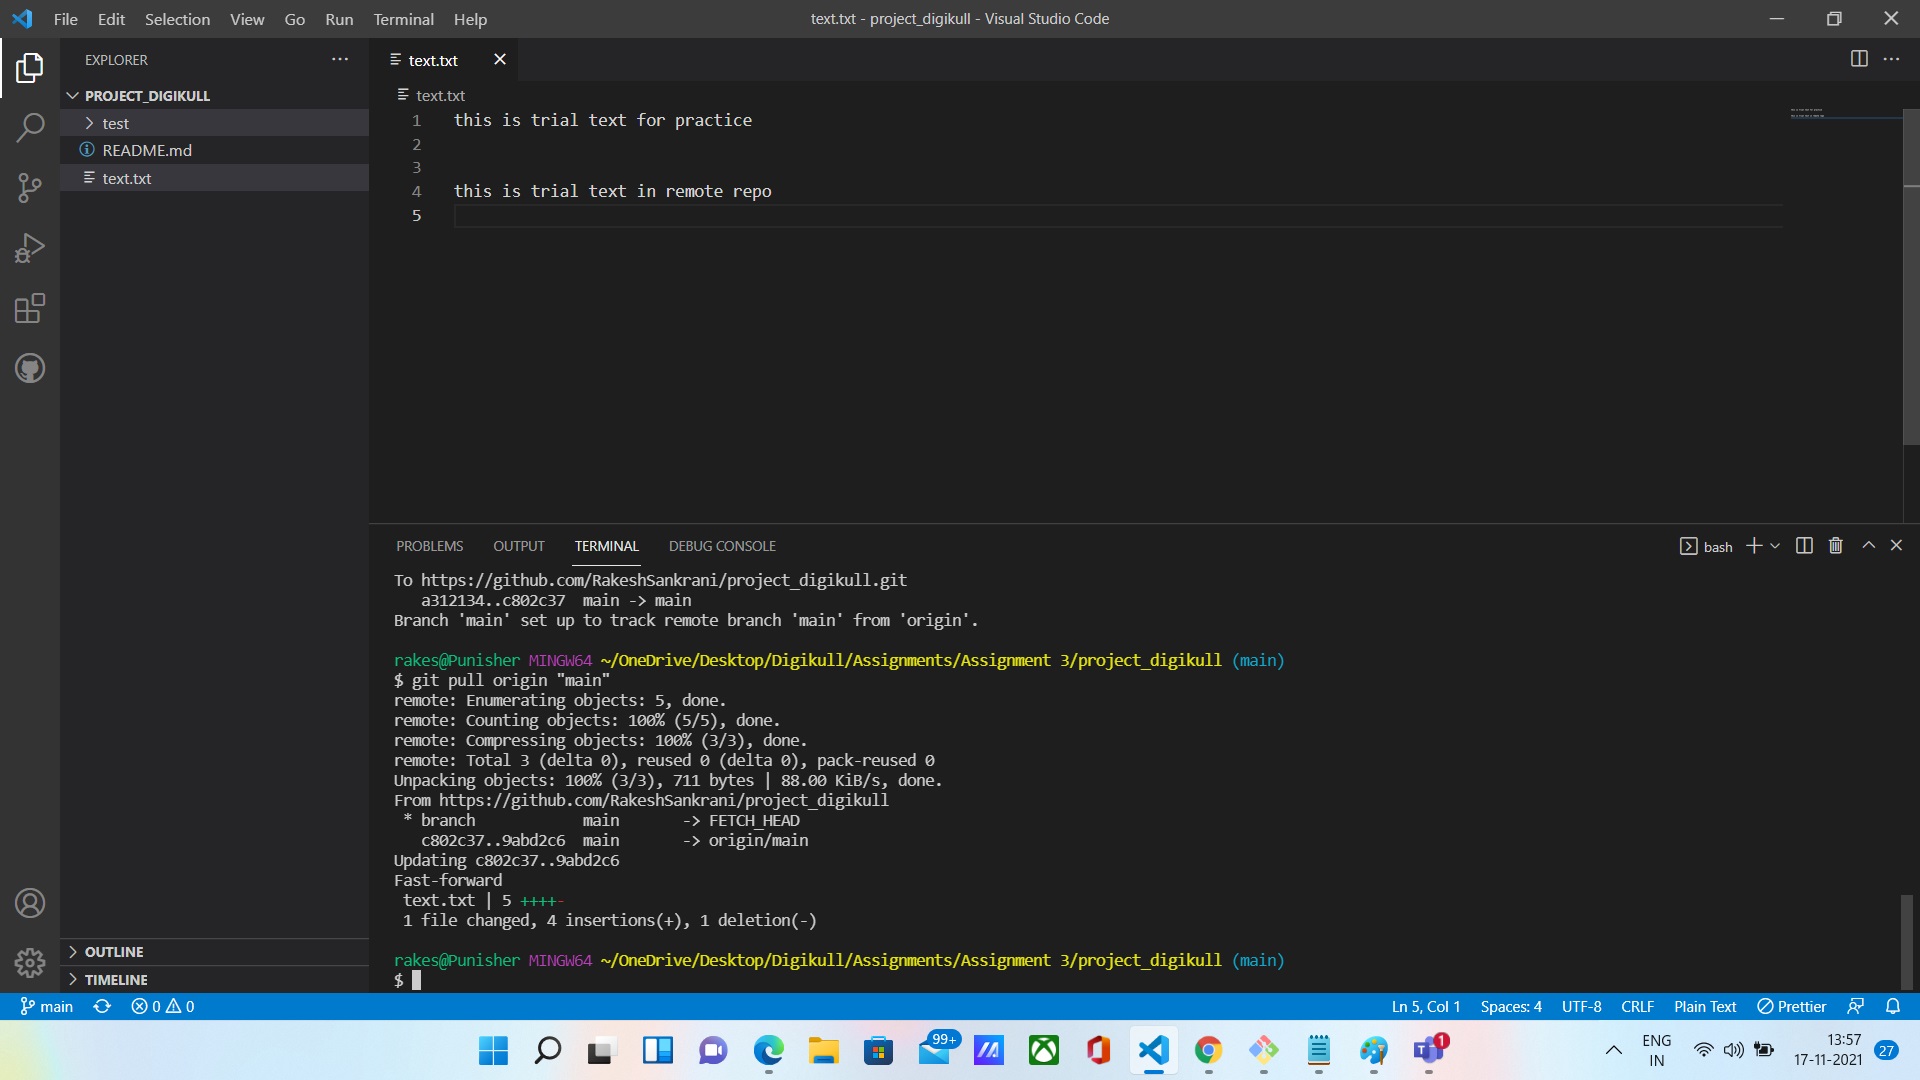 File Edit Selection View Go Run Terminal Help
text.txt - project_digikull - Visual Studio Code
EXPLORER
text.txt
PROJECT_DIGIKULL
test
README.md
text.txt
text.txt
1 this is trial text for practice
2
3
4 this is trial text in remote repo
5
PROBLEMS OUTPUT TERMINAL DEBUG CONSOLE
bash
To https://github.com/RakeshSankrani/project_digikull.git
a312134..c802c37 main -> main
Branch 'main' set up to track remote branch 'main' from 'origin'.
rakes@Punisher MINGW64 ~/OneDrive/Desktop/Digikull/Assignments/Assignment 3/project_digikull (main)
$ git pull origin "main"
remote: Enumerating objects: 5, done.
remote: Counting objects: 100% (5/5), done.
remote: Compressing objects: 100% (3/3), done.
remote: Total 3 (delta 0), reused 0 (delta 0), pack-reused 0
Unpacking objects: 100% (3/3), 711 bytes | 88.00 KiB/s, done.
From https://github.com/RakeshSankrani/project_digikull
* branch main -> FETCH_HEAD
c802c37..9abd2c6 main -> origin/main
Updating c802c37..9abd2c6
Fast-forward
text.txt | 5 ++++-
1 file changed, 4 insertions(+), 1 deletion(-)
rakes@Punisher MINGW64 ~/OneDrive/Desktop/Digikull/Assignments/Assignment 3/project_digikull (main)
$
OUTLINE
TIMELINE
main 0 0
Ln 5, Col 1 Spaces: 4 UTF-8 CRLF Plain Text Prettier
99+
1
ENG
IN
13:57
17-11-2021
27